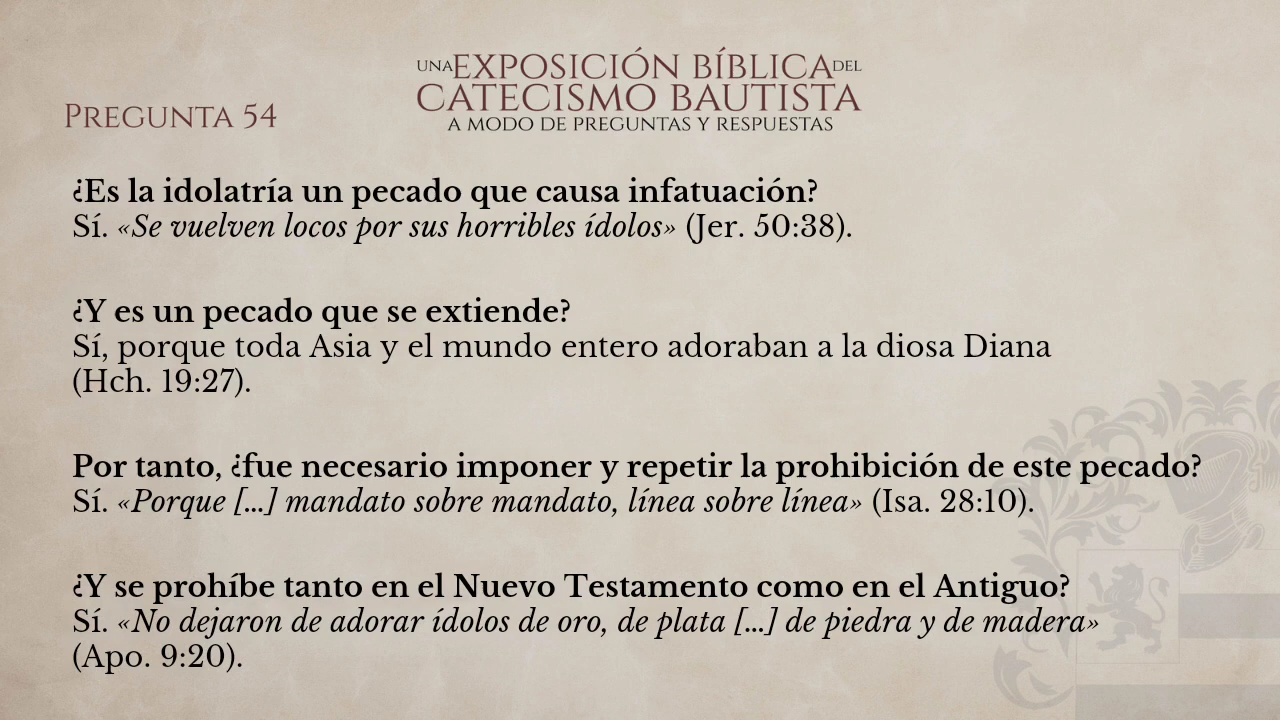 UNA EXPOSICIÓN BÍBLICA DEL
CATECISMO BAUTISTA
A MODO DE PREGUNTAS Y RESPUESTAS
PREGUNTA 54
¿Es la idolatría un pecado que causa infatuación?
Sí. «Se vuelven locos por sus horribles ídolos» (Jer. 50:38).
¿Y es un pecado que se extiende?
Sí, porque toda Asia y el mundo entero adoraban a la diosa Diana
(Hch. 19:27).
Por tanto, ¿fue necesario imponer y repetir la prohibición de este pecado?
Sí. «Porque [...] mandato sobre mandato, línea sobre línea» (Isa. 28:10).
¿Y se prohíbe tanto en el Nuevo Testamento como en el Antiguo?
Sí. «No dejaron de adorar ídolos de oro, de plata [...] de piedra y de madera»
(Apo. 9:20).